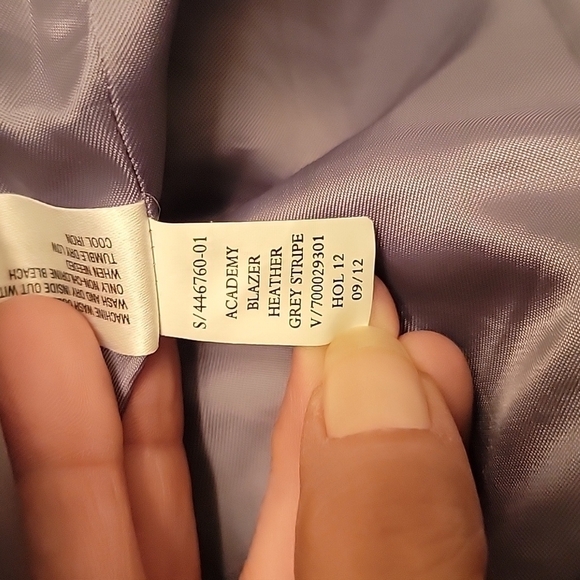 S/446760-01
ACADEMY
BLAZER
HEATHER
GREY STRIPE
V/700029301
HOL 12
09/12
MACHINE WASH
WASH AND DRY INSIDE OUT WITH
ONLY NON-CHLORINE BLEACH
WHEN NEEDED
TUMBLE DRY LOW
COOL IRON